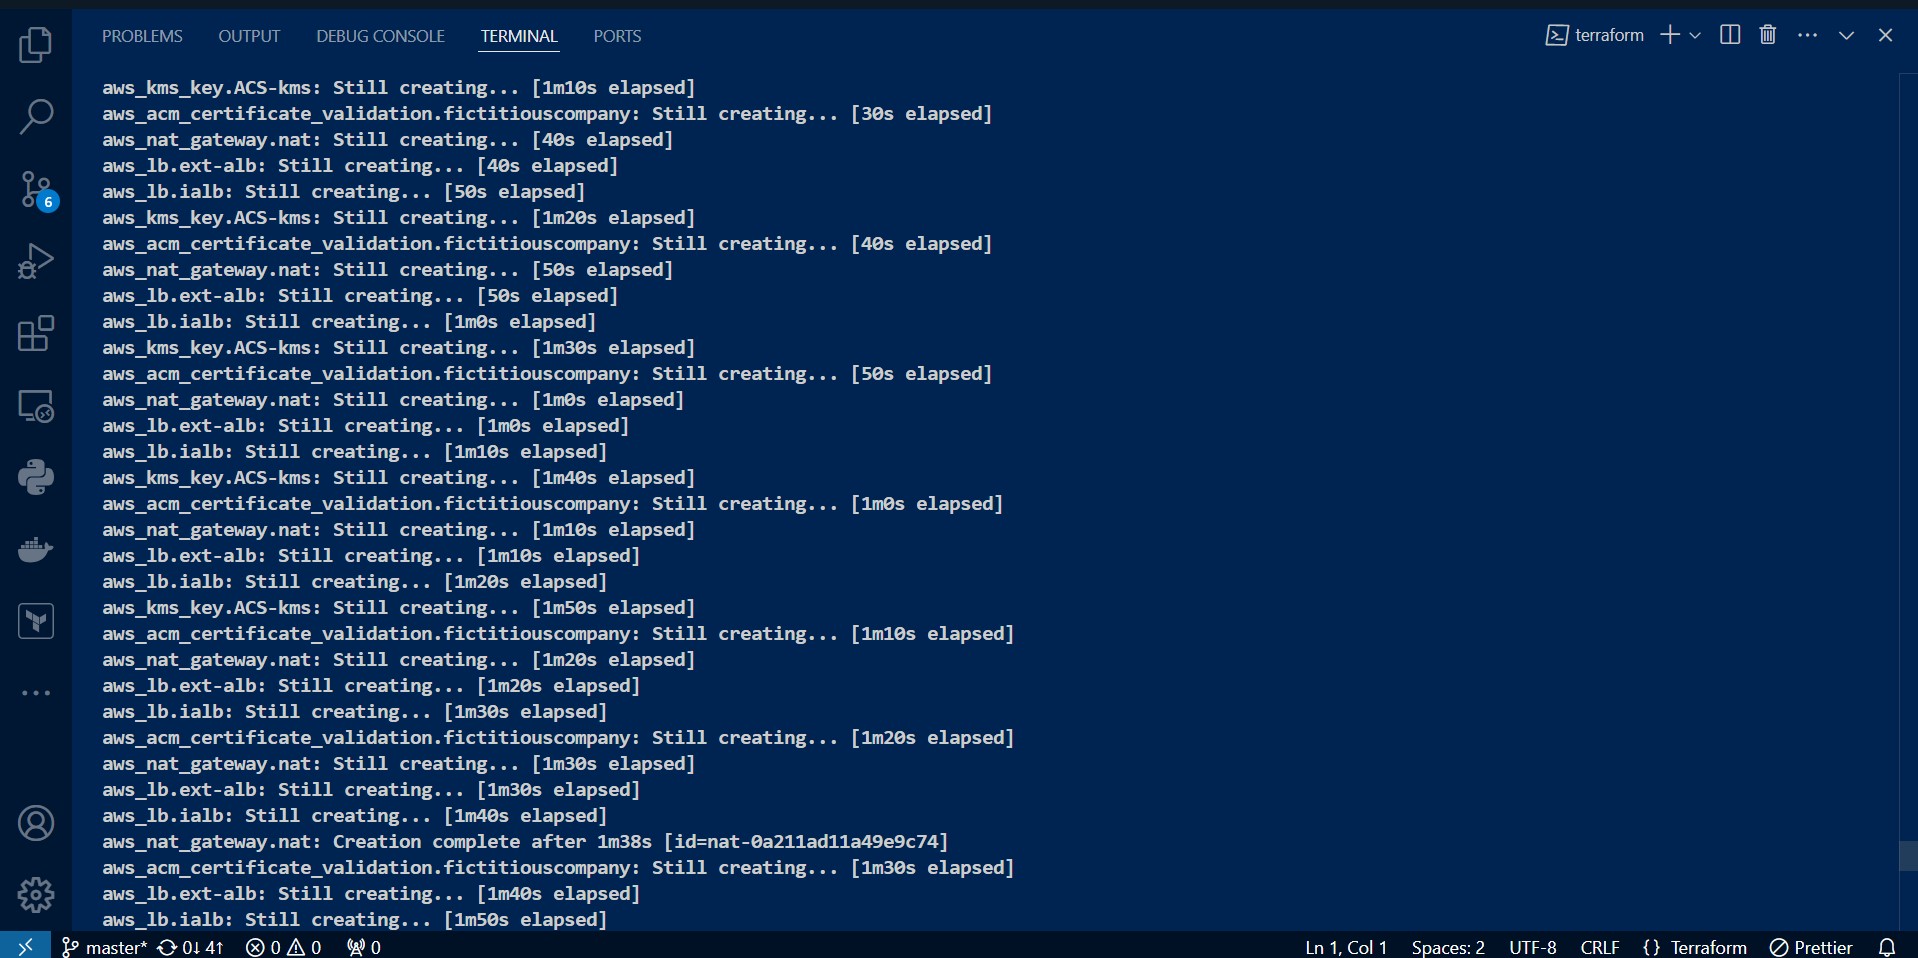 PROBLEMS OUTPUT DEBUG CONSOLE TERMINAL PORTS terraform
aws_kms_key.ACS-kms: Still creating... [1m10s elapsed]
aws_acm_certificate_validation.fictitiouscompany: Still creating... [30s elapsed]
aws_nat_gateway.nat: Still creating... [40s elapsed]
aws_lb.ext-alb: Still creating... [40s elapsed]
aws_lb.ialb: Still creating... [50s elapsed]
aws_kms_key.ACS-kms: Still creating... [1m20s elapsed]
aws_acm_certificate_validation.fictitiouscompany: Still creating... [40s elapsed]
aws_nat_gateway.nat: Still creating... [50s elapsed]
aws_lb.ext-alb: Still creating... [50s elapsed]
aws_lb.ialb: Still creating... [1m0s elapsed]
aws_kms_key.ACS-kms: Still creating... [1m30s elapsed]
aws_acm_certificate_validation.fictitiouscompany: Still creating... [50s elapsed]
aws_nat_gateway.nat: Still creating... [1m0s elapsed]
aws_lb.ext-alb: Still creating... [1m0s elapsed]
aws_lb.ialb: Still creating... [1m10s elapsed]
aws_kms_key.ACS-kms: Still creating... [1m40s elapsed]
aws_acm_certificate_validation.fictitiouscompany: Still creating... [1m0s elapsed]
aws_nat_gateway.nat: Still creating... [1m10s elapsed]
aws_lb.ext-alb: Still creating... [1m10s elapsed]
aws_lb.ialb: Still creating... [1m20s elapsed]
aws_kms_key.ACS-kms: Still creating... [1m50s elapsed]
aws_acm_certificate_validation.fictitiouscompany: Still creating... [1m10s elapsed]
aws_nat_gateway.nat: Still creating... [1m20s elapsed]
aws_lb.ext-alb: Still creating... [1m20s elapsed]
aws_lb.ialb: Still creating... [1m30s elapsed]
aws_acm_certificate_validation.fictitiouscompany: Still creating... [1m20s elapsed]
aws_nat_gateway.nat: Still creating... [1m30s elapsed]
aws_lb.ext-alb: Still creating... [1m30s elapsed]
aws_lb.ialb: Still creating... [1m40s elapsed]
aws_nat_gateway.nat: Creation complete after 1m38s [id=nat-0a211ad11a49e9c74]
aws_acm_certificate_validation.fictitiouscompany: Still creating... [1m30s elapsed]
aws_lb.ext-alb: Still creating... [1m40s elapsed]
aws_lb.ialb: Still creating... [1m50s elapsed]
6
master* 0↓ 4↑ 0 0 0 Ln 1, Col 1 Spaces: 2 UTF-8 CRLF {} Terraform Prettier